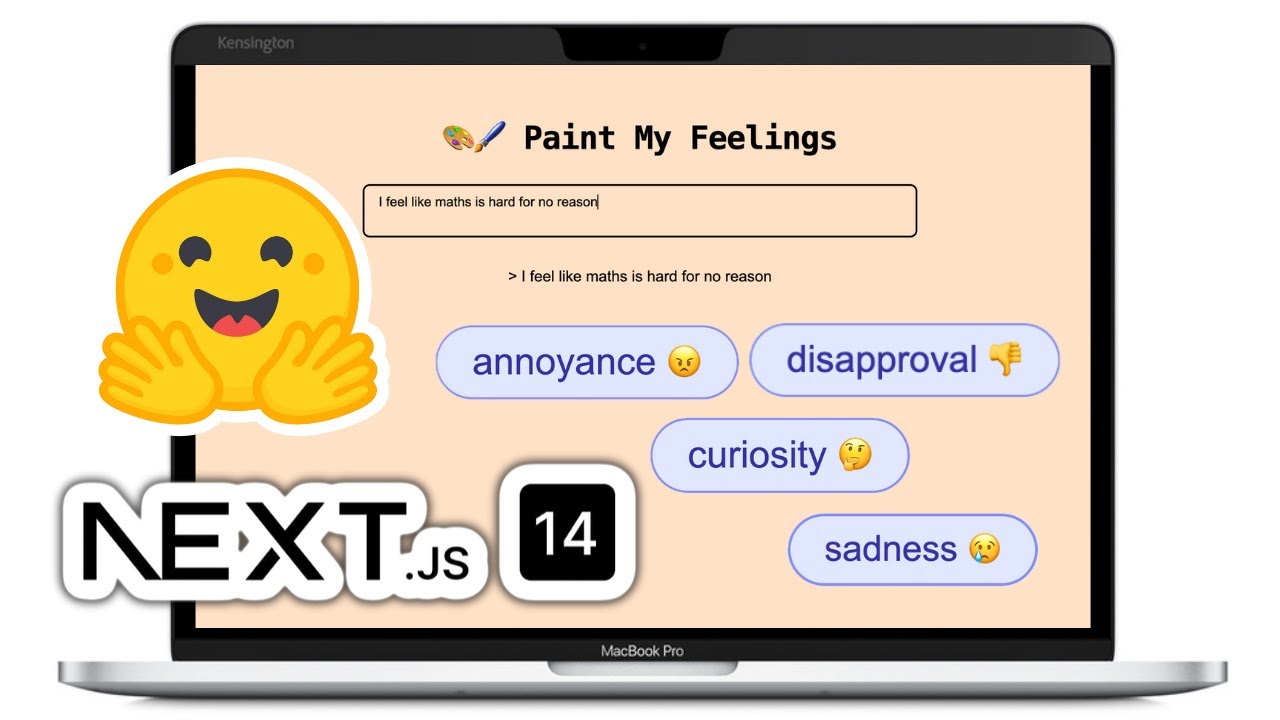 Kensington
🎨🖌️ Paint My Feelings
I feel like maths is hard for no reason
> I feel like maths is hard for no reason
annoyance 😠 disapproval 👎
curiosity 🤔
sadness 😢
NEXT.JS 14
MacBook Pro